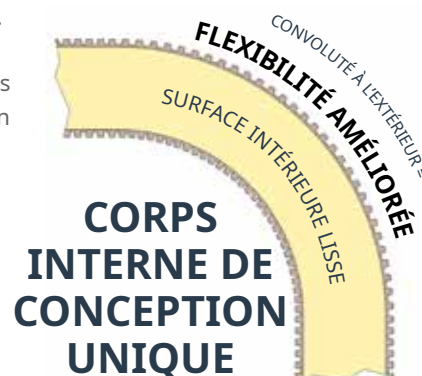 s
n
CONVOLUTÉ À L'EXTÉRIEUR =
FLEXIBILITÉ AMÉLIORÉE
SURFACE INTÉRIEURE LISSE
CORPS
INTERNE DE
CONCEPTION
UNIQUE